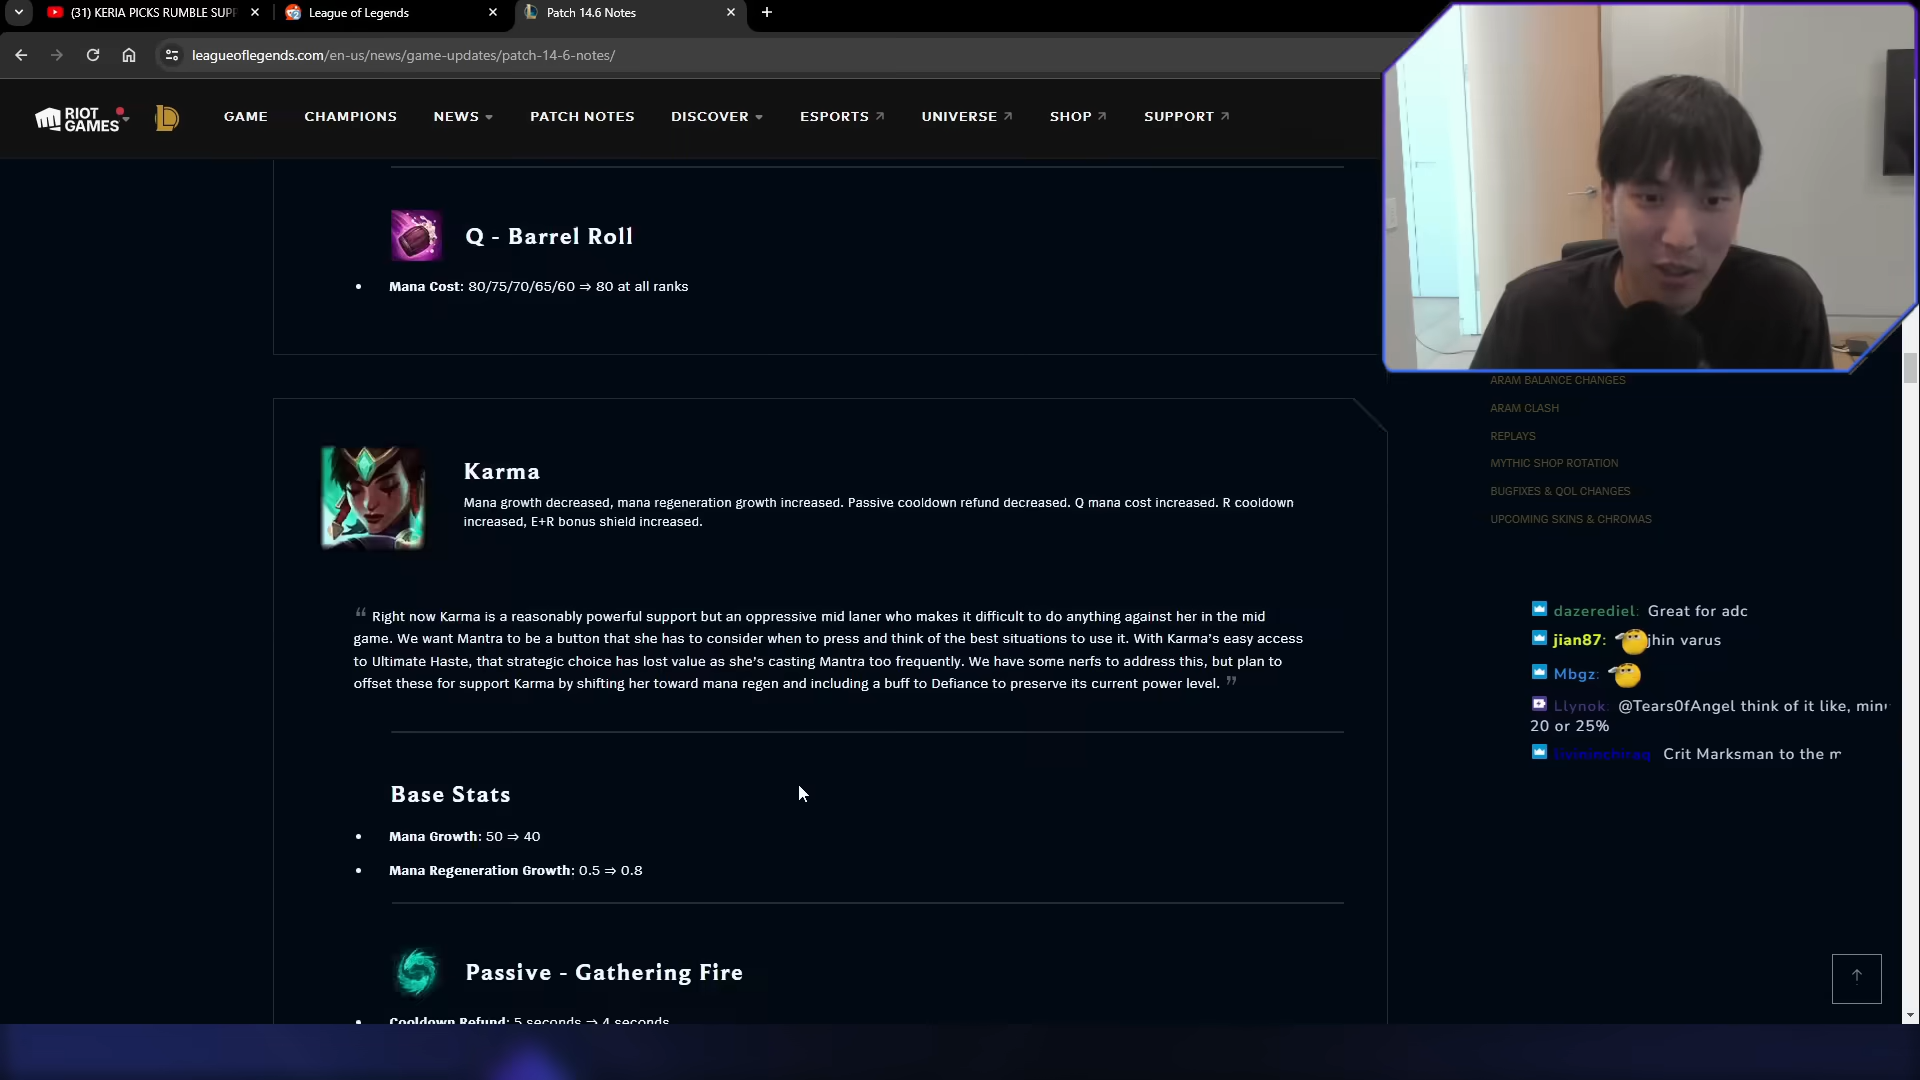 (31) KERIA PICKS RUMBLE SUPP
League of Legends
Patch 14.6 Notes
leagueoflegends.com/en-us/news/game-updates/patch-14-6-notes/
RIOT GAMES
GAME
CHAMPIONS
NEWS
PATCH NOTES
DISCOVER
ESPORTS
UNIVERSE
SHOP
SUPPORT
Q - Barrel Roll
• Mana Cost: 80/75/70/65/60 ⇒ 80 at all ranks
Karma
Mana growth decreased, mana regeneration growth increased. Passive cooldown refund decreased. Q mana cost increased. R cooldown
increased, E+R bonus shield increased.
“ Right now Karma is a reasonably powerful support but an oppressive mid laner who makes it difficult to do anything against her in the mid
game. We want Mantra to be a button that she has to consider when to press and think of the best situations to use it. With Karma’s easy access
to Ultimate Haste, that strategic choice has lost value as she’s casting Mantra too frequently. We have some nerfs to address this, but plan to
offset these for support Karma by shifting her toward mana regen and including a buff to Defiance to preserve its current power level. ”
Base Stats
• Mana Growth: 50 ⇒ 40
• Mana Regeneration Growth: 0.5 ⇒ 0.8
Passive - Gathering Fire
• Cooldown Refund: 5 seconds ⇒ 4 seconds
ARAM BALANCE CHANGES
ARAM CLASH
REPLAYS
MYTHIC SHOP ROTATION
BUGFIXES & QOL CHANGES
UPCOMING SKINS & CHROMAS
dazerediel: Great for adc
jian87: jhin varus
Mbgz:
Llynok: @Tears0fAngel think of it like, minu
20 or 25%
Crit Marksman to the m